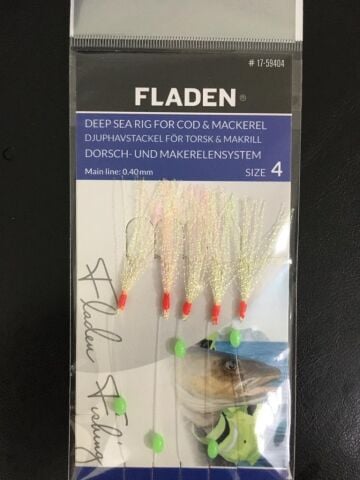 # 17-59404
FLADEN®
DEEP SEA RIG FOR COD & MACKEREL
DJUPHAVSTACKEL FÖR TORSK & MAKRILL
DORSCH- UND MAKERELENSYSTEM
Main line: 0,40mm SIZE 4
Fladen Fishing